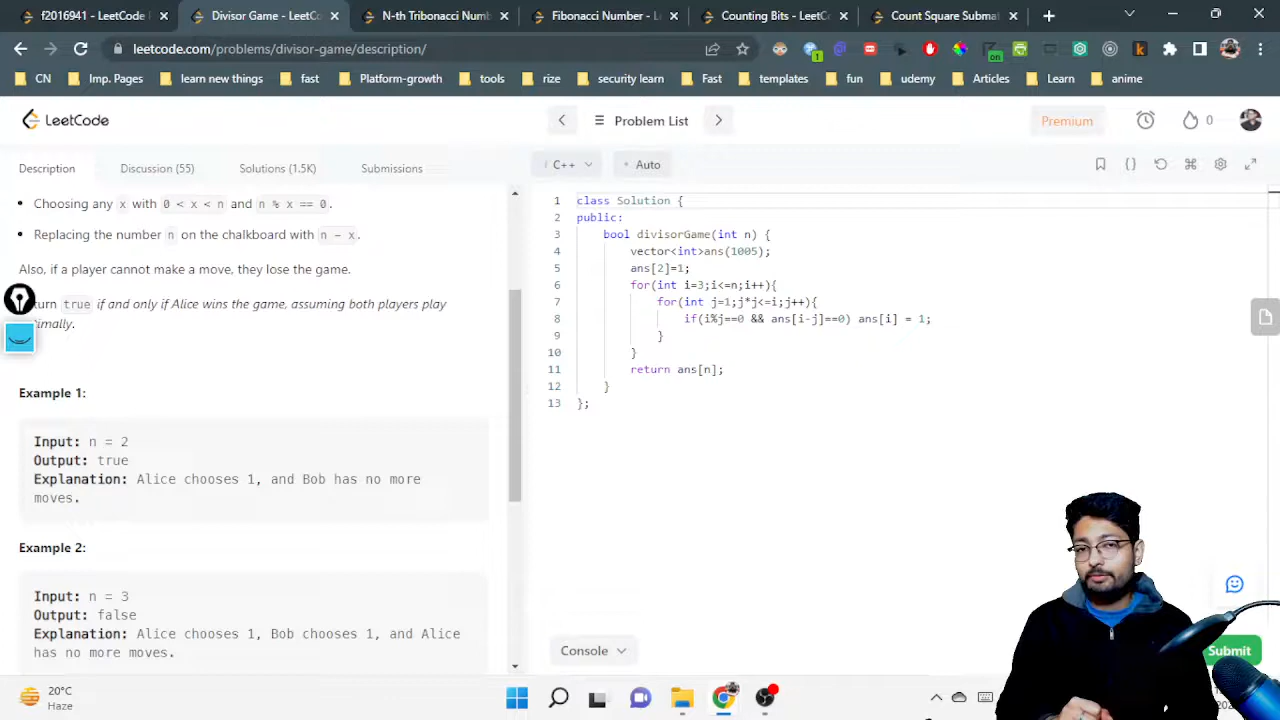 f2016941 - LeetCode
Divisor Game - LeetC
N-th Tribonacci Numb
Fibonacci Number - L
Counting Bits - LeetC
Count Square Submat
leetcode.com/problems/divisor-game/description/
CN
Imp. Pages
learn new things
fast
Platform-growth
tools
rize
security learn
Fast
templates
fun
udemy
Articles
Learn
anime
LeetCode
Problem List
Premium
0
Description
Discussion (55)
Solutions (1.5K)
Submissions
i C++
Auto
Choosing any x with 0 < x < n and n % x == 0.
Replacing the number n on the chalkboard with n - x.
Also, if a player cannot make a move, they lose the game.
urn true if and only if Alice wins the game, assuming both players play
imally.
Example 1:
Input: n = 2
Output: true
Explanation: Alice chooses 1, and Bob has no more
moves.
Example 2:
Input: n = 3
Output: false
Explanation: Alice chooses 1, Bob chooses 1, and Alice
has no more moves.
1 class Solution {
2 public:
3 bool divisorGame(int n) {
4 vector<int>ans(1005);
5 ans[2]=1;
6 for(int i=3;i<=n;i++){
7 for(int j=1;j*j<=i;j++){
8 if(i%j==0 && ans[i-j]==0) ans[i] = 1;
9 }
10 }
11 return ans[n];
12 }
13 };
Console
Submit
20°C
Haze